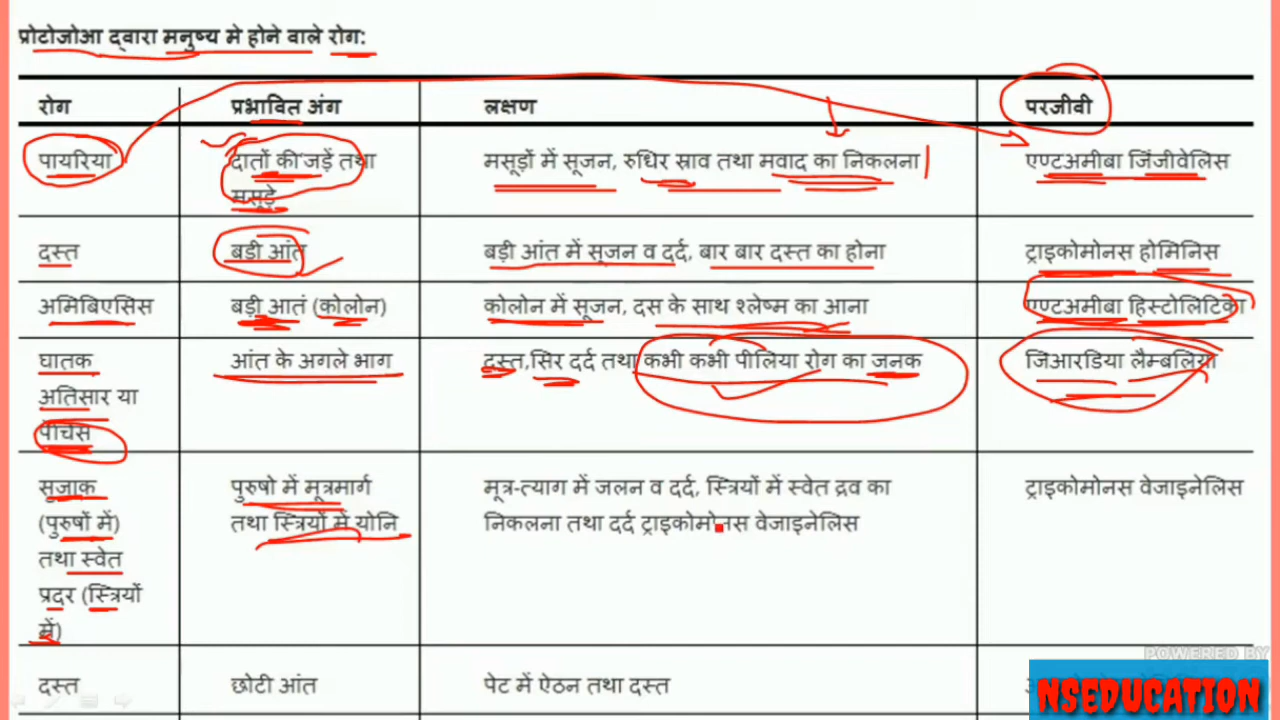 प्रोटोजोआ द्वारा मनुष्य मे होने वाले रोग:
रोग प्रभावित अंग लक्षण परजीवी
पायरिया दातों की जड़ें तथा मसूड़ों में सूजन, रुधिर स्राव तथा मवाद का निकलना एण्टअमीबा जिंजीवेलिस
मसूड़े
दस्त बडी आंत बड़ी आंत में सूजन व दर्द, बार बार दस्त का होना ट्राइकोमोनस होमिनिस
अमिबिएसिस बड़ी आतं (कोलोन) कोलोन में सूजन, दस के साथ श्लेष्म का आना एण्टअमीबा हिस्टोलिटिका
घातक आंत के अगले भाग दस्त,सिर दर्द तथा कभी कभी पीलिया रोग का जनक जिआरडिया लैम्बलिया
अतिसार या
पेचिस
सूजाक पुरुषो में मूत्रमार्ग मूत्र-त्याग में जलन व दर्द, स्त्रियों में स्वेत द्रव का ट्राइकोमोनस वेजाइनेलिस
(पुरुषों में) तथा स्त्रियों में योनि निकलना तथा दर्द ट्राइकोमोनस वेजाइनेलिस
तथा स्वेत
प्रदर (स्त्रियों
में)
दस्त छोटी आंत पेट में ऐठन तथा दस्त
POWERED BY
NSEDUCATION